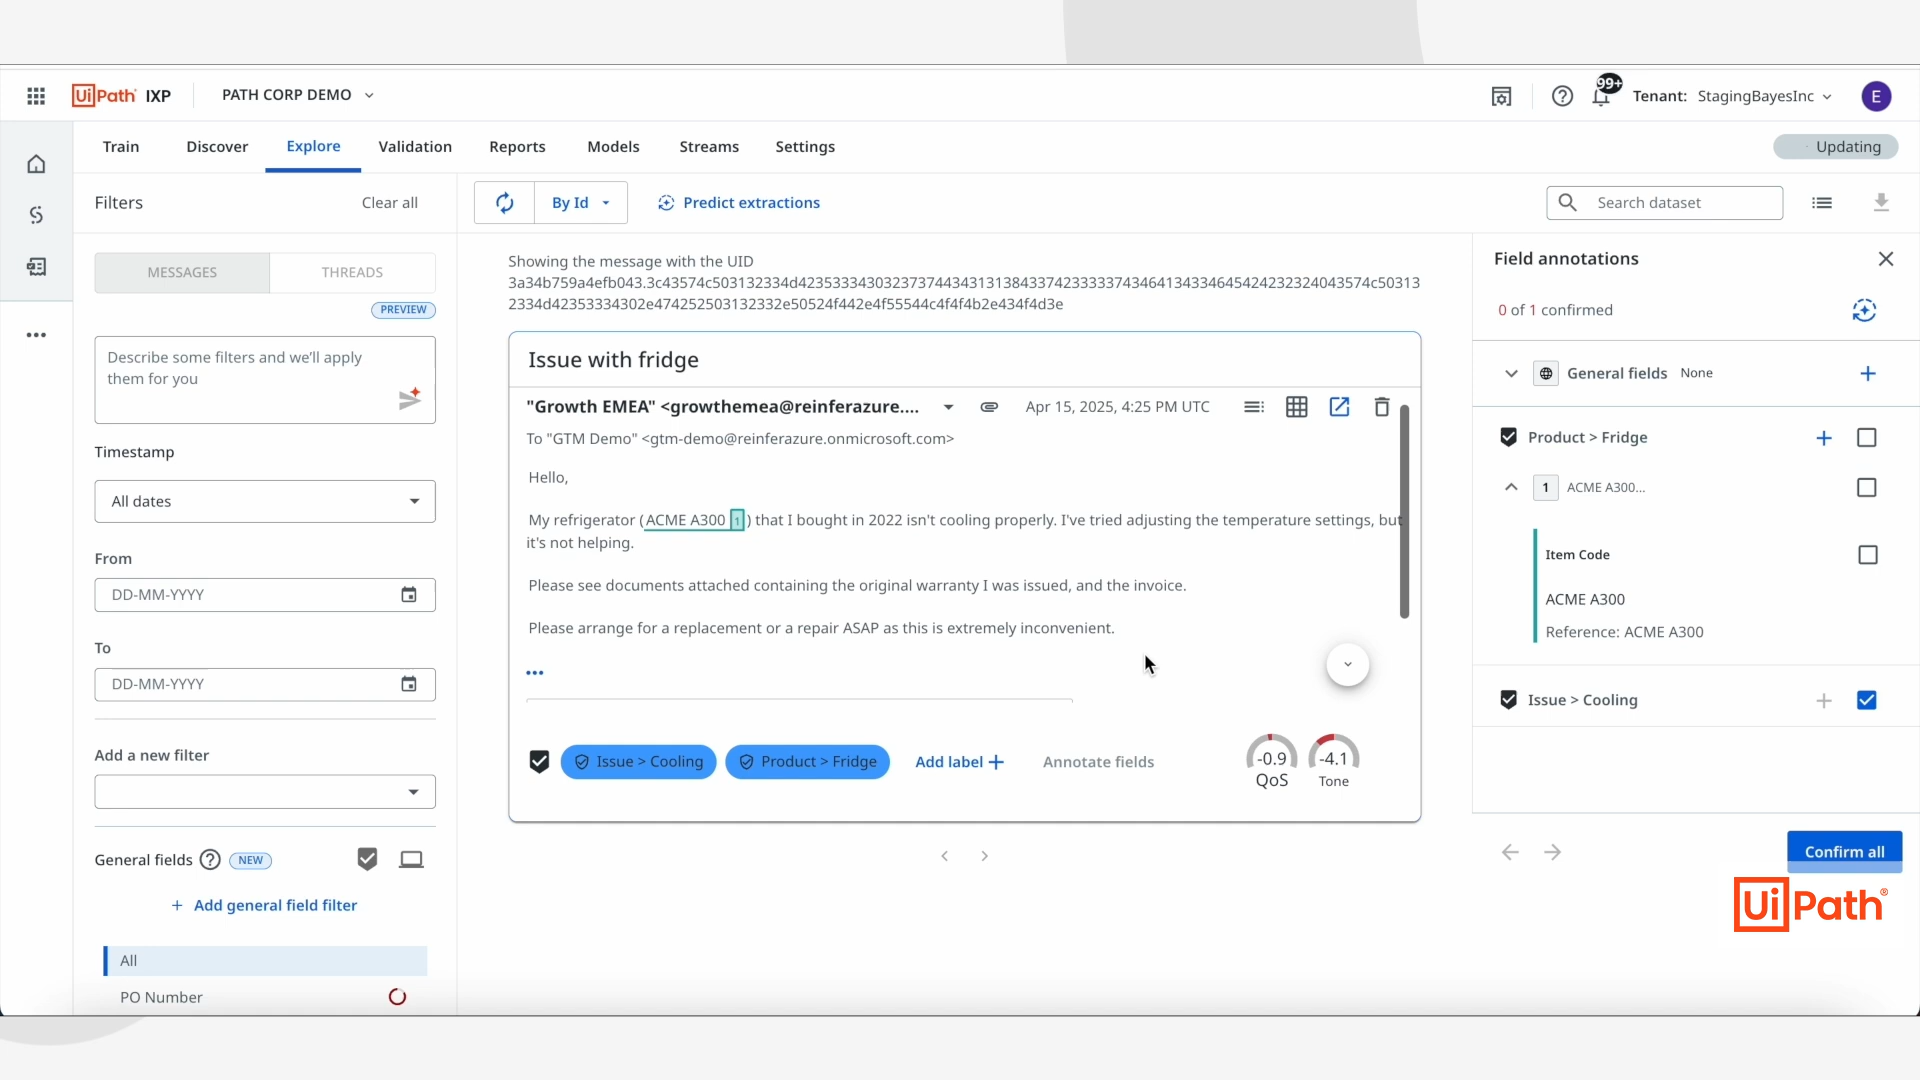 UiPath IXP
PATH CORP DEMO
99+
Tenant: StagingBayesInc
E
Train
Discover
Explore
Validation
Reports
Models
Streams
Settings
Updating
Filters
Clear all
MESSAGES
THREADS
PREVIEW
Describe some filters and we'll apply
them for you
Timestamp
All dates
From
DD-MM-YYYY
To
DD-MM-YYYY
Add a new filter
General fields
NEW
+ Add general field filter
All
PO Number
By Id
Predict extractions
Search dataset
Showing the message with the UID
3a34b759a4efb043.3c43574c503132334d4235333430323737443431313843374233333743464134334645424232324043574c50313
2334d42353334302e474252503132332e50524f442e4f55544c4f4f4b2e434f4d3e
Issue with fridge
"Growth EMEA" <growthemea@reinferazure....
Apr 15, 2025, 4:25 PM UTC
To "GTM Demo" <gtm-demo@reinferazure.onmicrosoft.com>
Hello,
My refrigerator (ACME A300 1) that I bought in 2022 isn't cooling properly. I've tried adjusting the temperature settings, but
it's not helping.
Please see documents attached containing the original warranty I was issued, and the invoice.
Please arrange for a replacement or a repair ASAP as this is extremely inconvenient.
Issue > Cooling
Product > Fridge
Add label +
Annotate fields
-0.9
QoS
-4.1
Tone
Field annotations
0 of 1 confirmed
General fields None
Product > Fridge
1 ACME A300...
Item Code
ACME A300
Reference: ACME A300
Issue > Cooling
Confirm all
UiPath®